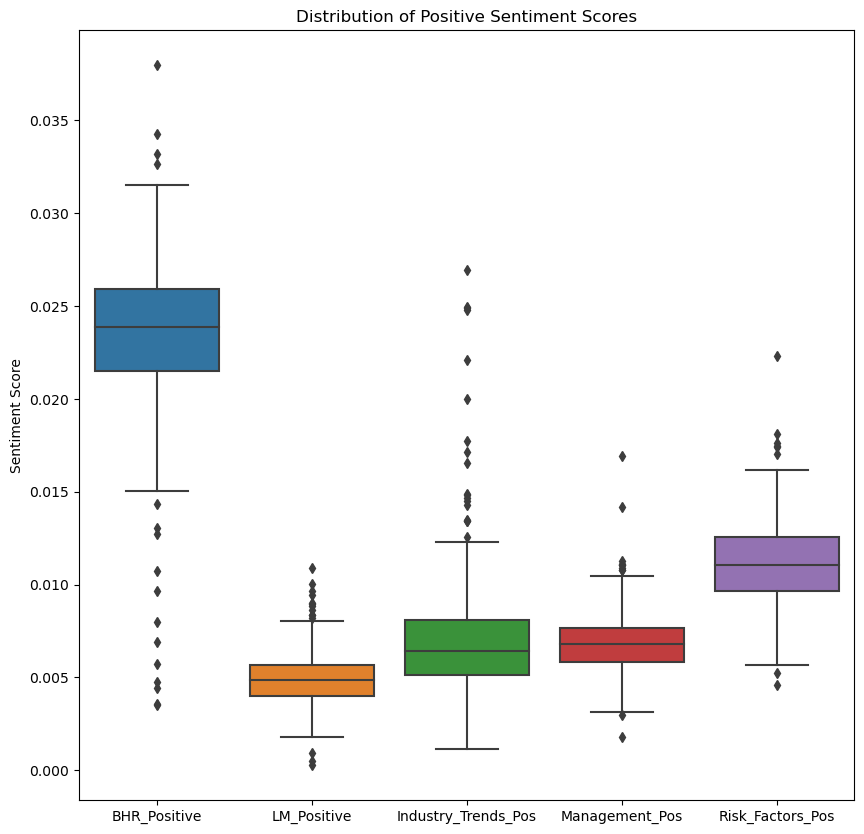 Distribution of Positive Sentiment Scores
Sentiment Score
0.035
0.030
0.025
0.020
0.015
0.010
0.005
0.000
BHR_Positive LM_Positive Industry_Trends_Pos Management_Pos Risk_Factors_Pos